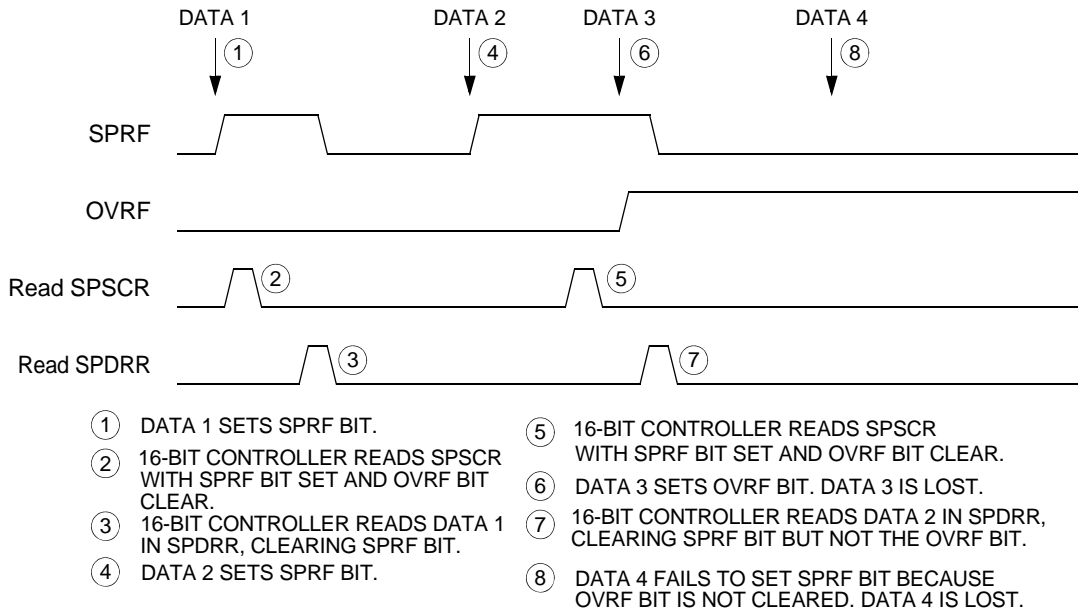 DATA 1 DATA 2 DATA 3 DATA 4
1 4 6 8
SPRF
OVRF
Read SPSCR 2 5
Read SPDRR 3 7
1 DATA 1 SETS SPRF BIT.
2 16-BIT CONTROLLER READS SPSCR
WITH SPRF BIT SET AND OVRF BIT
CLEAR.
3 16-BIT CONTROLLER READS DATA 1
IN SPDRR, CLEARING SPRF BIT.
4 DATA 2 SETS SPRF BIT.
5 16-BIT CONTROLLER READS SPSCR
WITH SPRF BIT SET AND OVRF BIT CLEAR.
6 DATA 3 SETS OVRF BIT. DATA 3 IS LOST.
7 16-BIT CONTROLLER READS DATA 2 IN SPDRR,
CLEARING SPRF BIT BUT NOT THE OVRF BIT.
8 DATA 4 FAILS TO SET SPRF BIT BECAUSE
OVRF BIT IS NOT CLEARED. DATA 4 IS LOST.